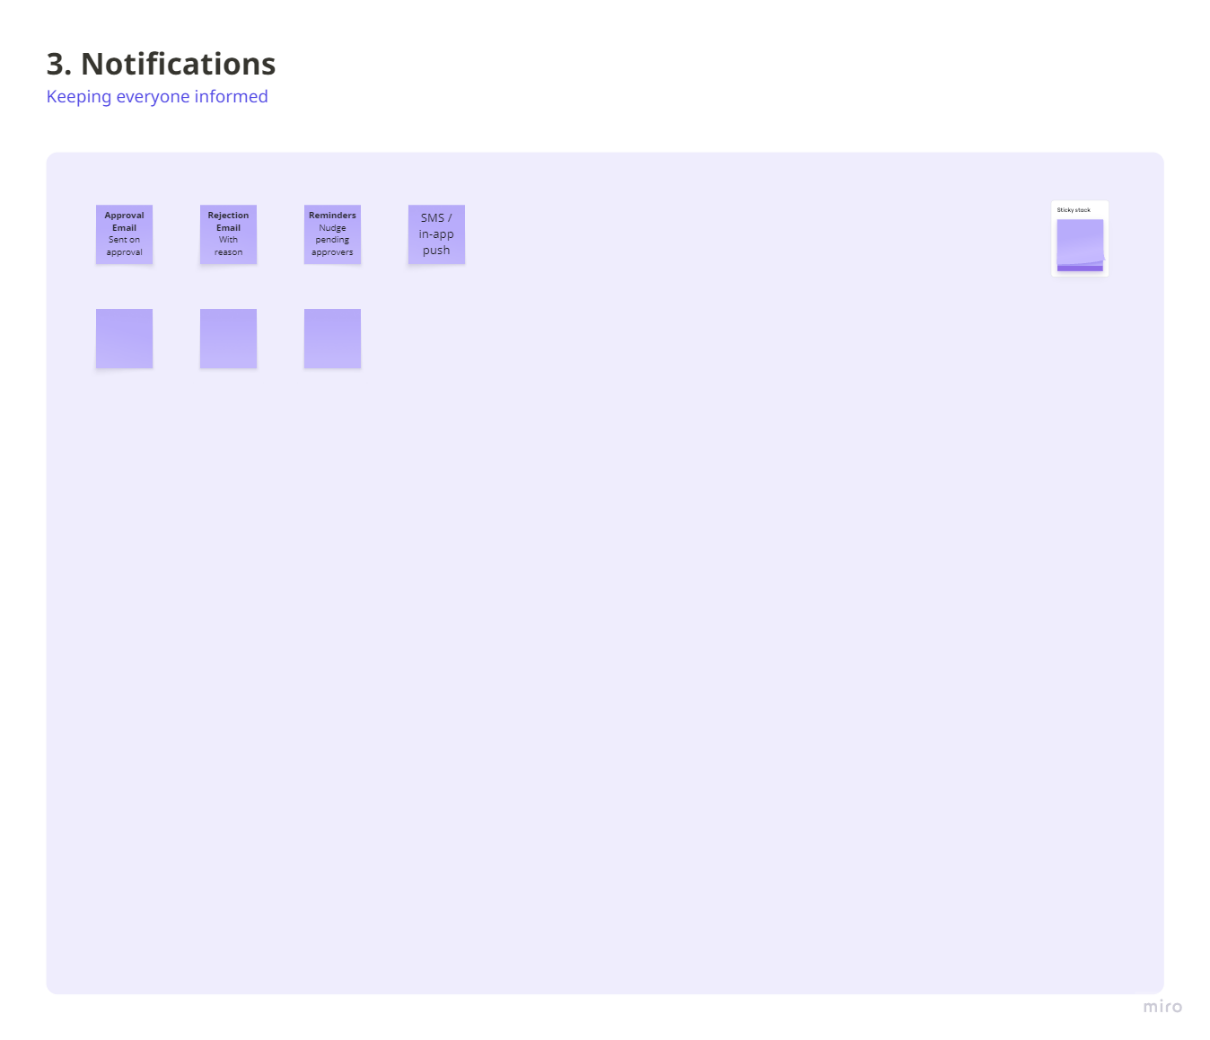 3. Notifications
Keeping everyone informed
Approval
Email
Sent on
approval
Rejection
Email
With
reason
Reminders
Nudge
pending
approvers
SMS /
in-app
push
Sticky stack
miro